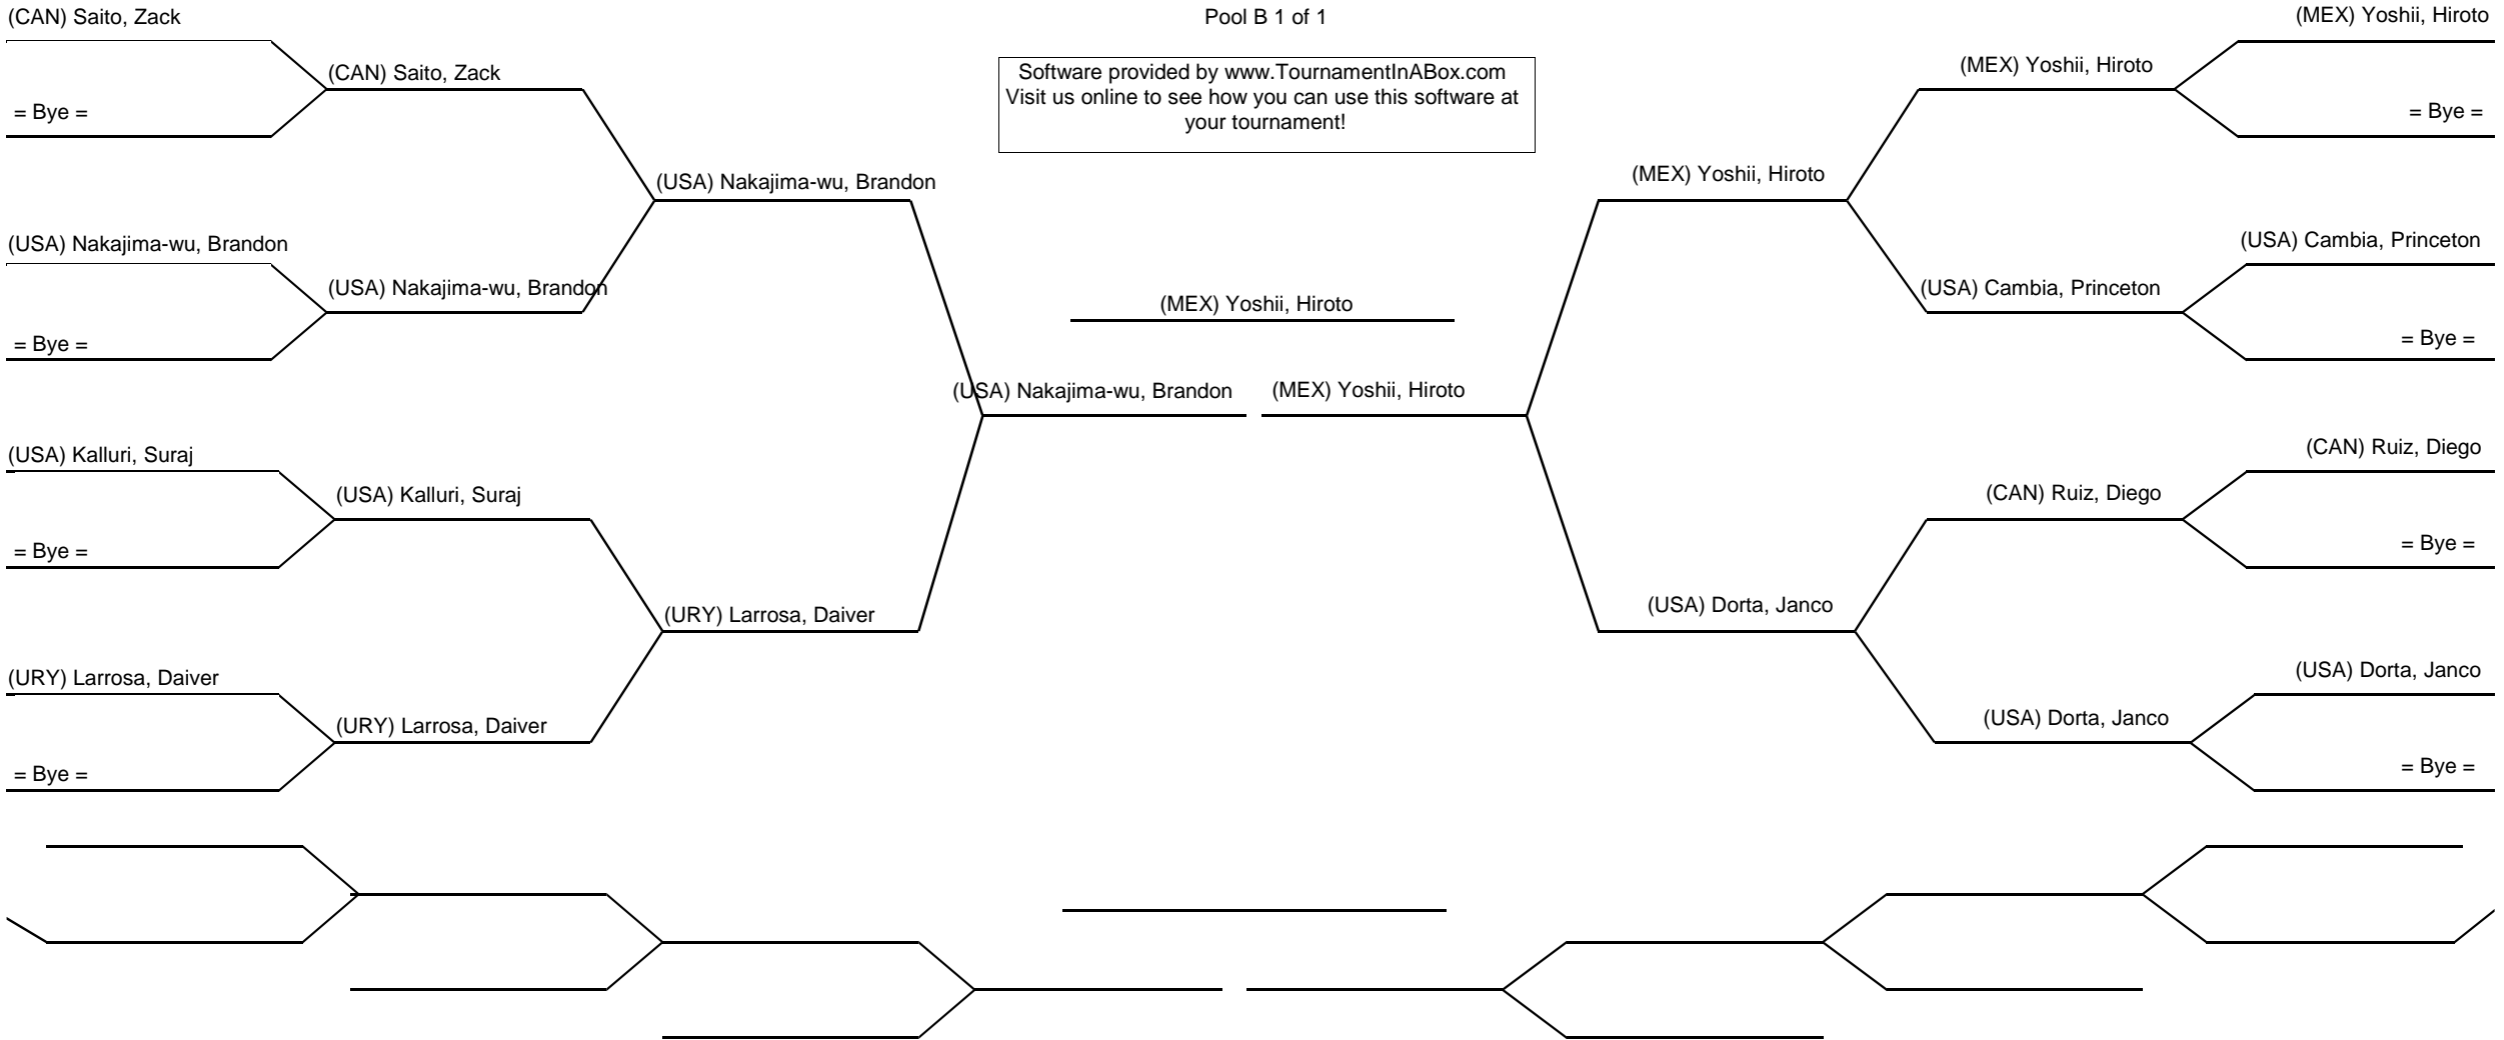 (CAN) Saito, Zack
Pool B 1 of 1
(MEX) Yoshii, Hiroto
(CAN) Saito, Zack
Software provided by www.TournamentInABox.com
Visit us online to see how you can use this software at
your tournament!
(MEX) Yoshii, Hiroto
= Bye =
= Bye =
(USA) Nakajima-wu, Brandon
(MEX) Yoshii, Hiroto
(USA) Nakajima-wu, Brandon
(USA) Cambia, Princeton
(USA) Nakajima-wu, Brandon
(MEX) Yoshii, Hiroto
(USA) Cambia, Princeton
= Bye =
= Bye =
(USA) Nakajima-wu, Brandon
(MEX) Yoshii, Hiroto
(USA) Kalluri, Suraj
(CAN) Ruiz, Diego
(USA) Kalluri, Suraj
(CAN) Ruiz, Diego
= Bye =
= Bye =
(URY) Larrosa, Daiver
(USA) Dorta, Janco
(URY) Larrosa, Daiver
(USA) Dorta, Janco
(URY) Larrosa, Daiver
(USA) Dorta, Janco
= Bye =
= Bye =